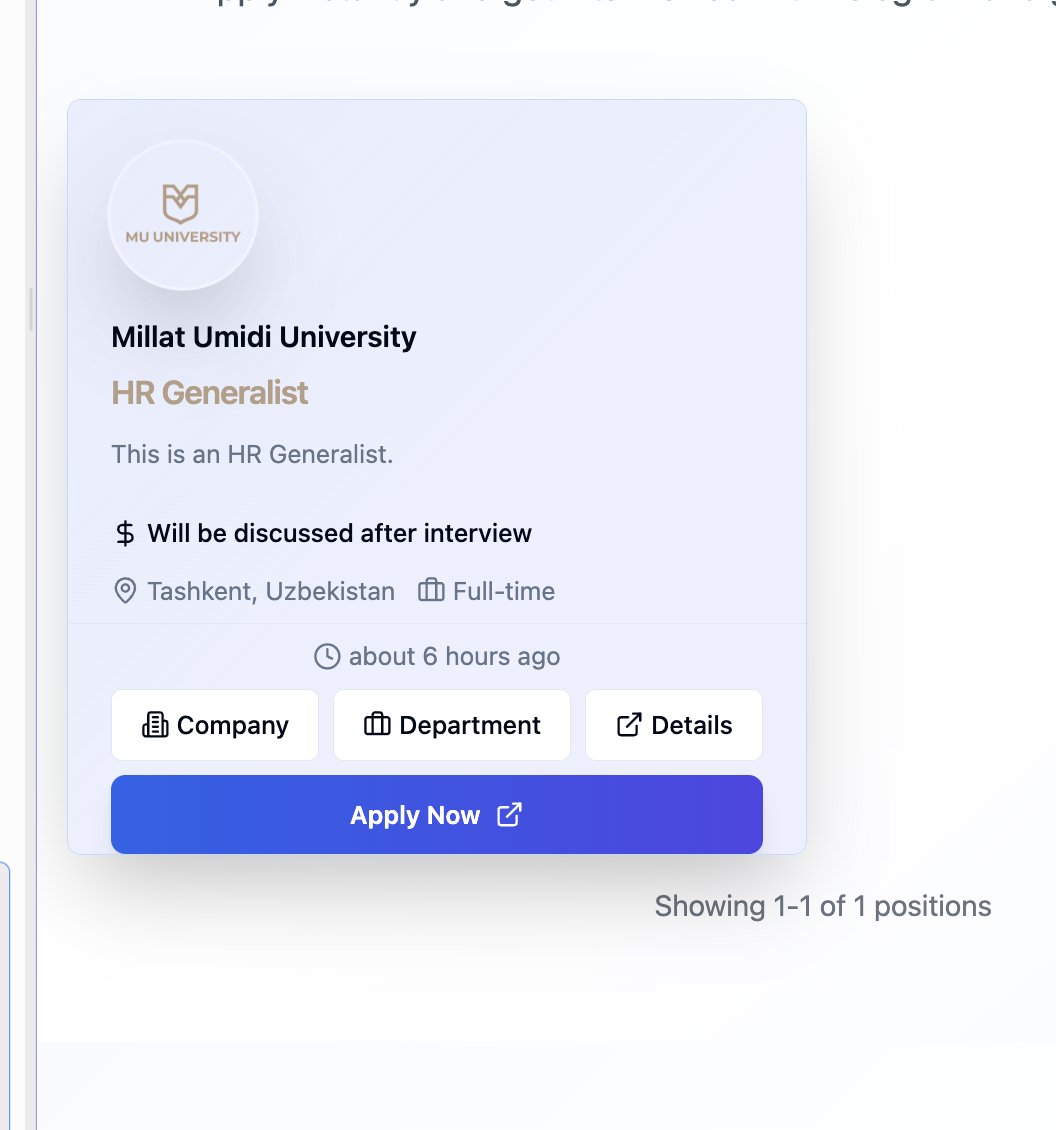 MU UNIVERSITY
Millat Umidi University
HR Generalist
This is an HR Generalist.
Will be discussed after interview
Tashkent, Uzbekistan Full-time
about 6 hours ago
Company Department Details
Apply Now
Showing 1-1 of 1 positions